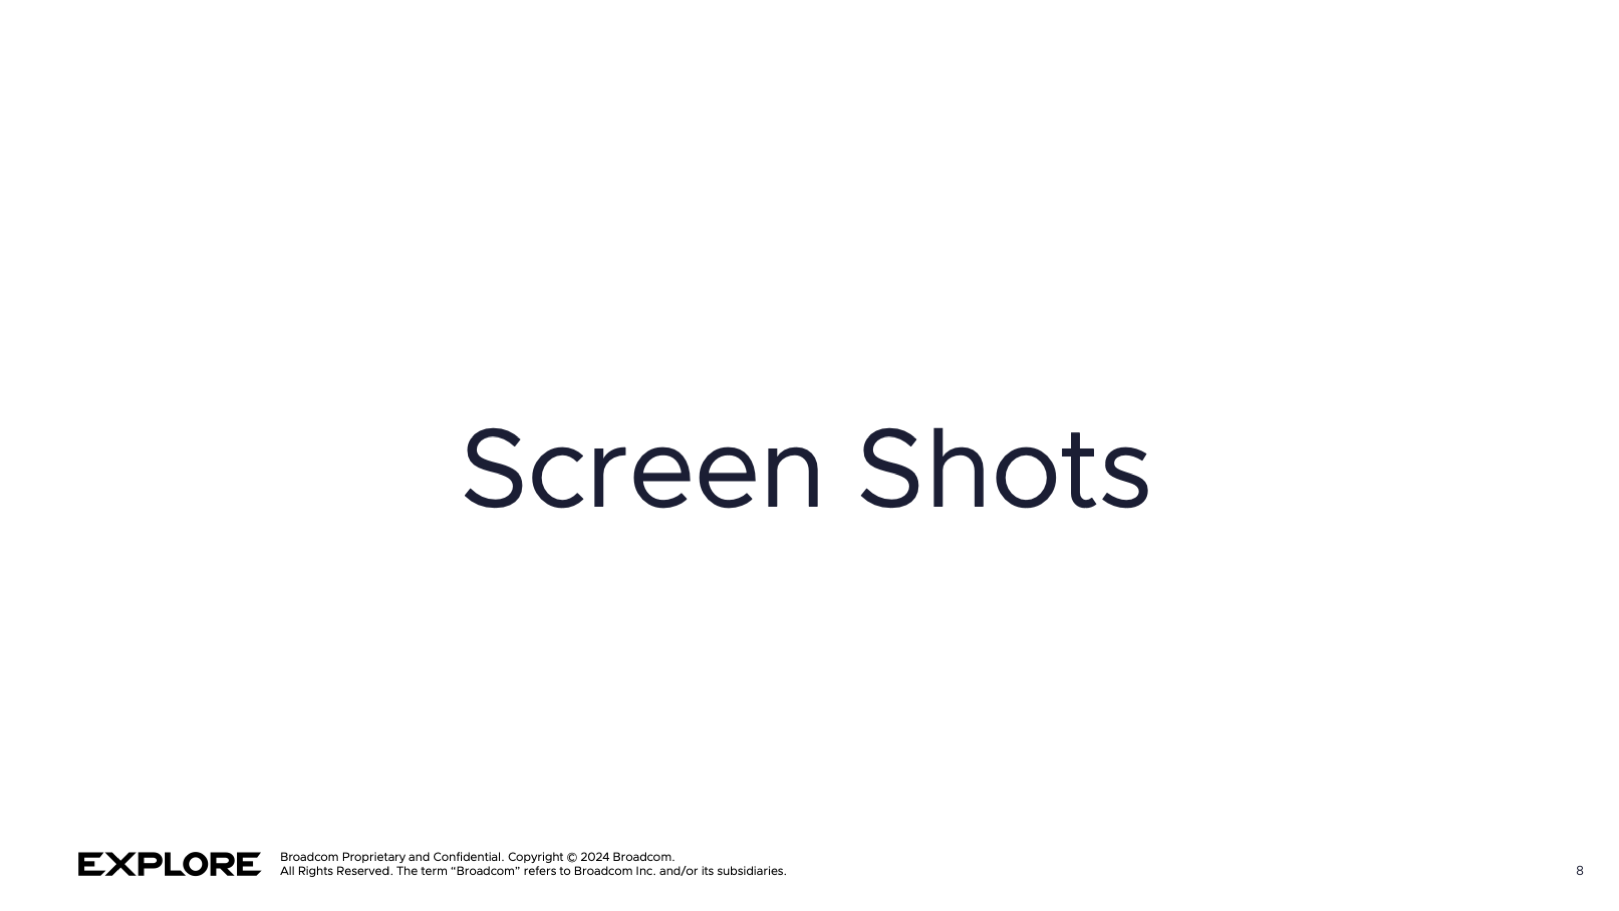 Screen Shots
EXPLORE
Broadcom Proprietary and Confidential. Copyright © 2024 Broadcom.
All Rights Reserved. The term “Broadcom” refers to Broadcom Inc. and/or its subsidiaries.
8